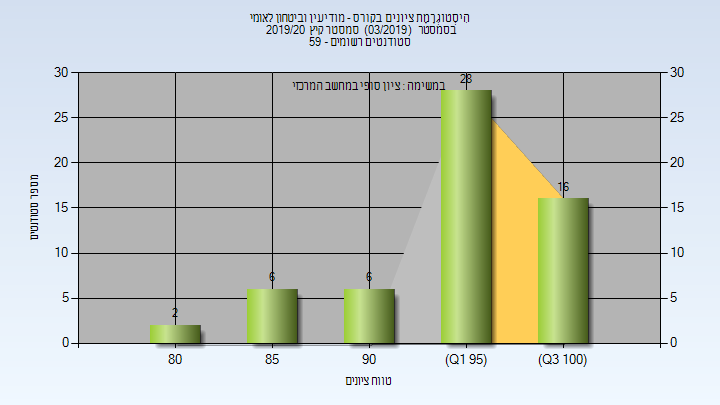 היסטוגרמת ציונים בקורס - מודיעין וביטחון לאומי
בסמסטר (03/2019) סמסטר קיץ 2019/20
סטודנטים רשומים - 59
במשימה : ציון סופי במחשב המרכזי
מספר סטודנטים
30
25
20
15
10
5
0
30
25
20
15
10
5
0
2
6
6
28
16
80
85
90
(Q1 95)
(Q3 100)
טווח ציונים